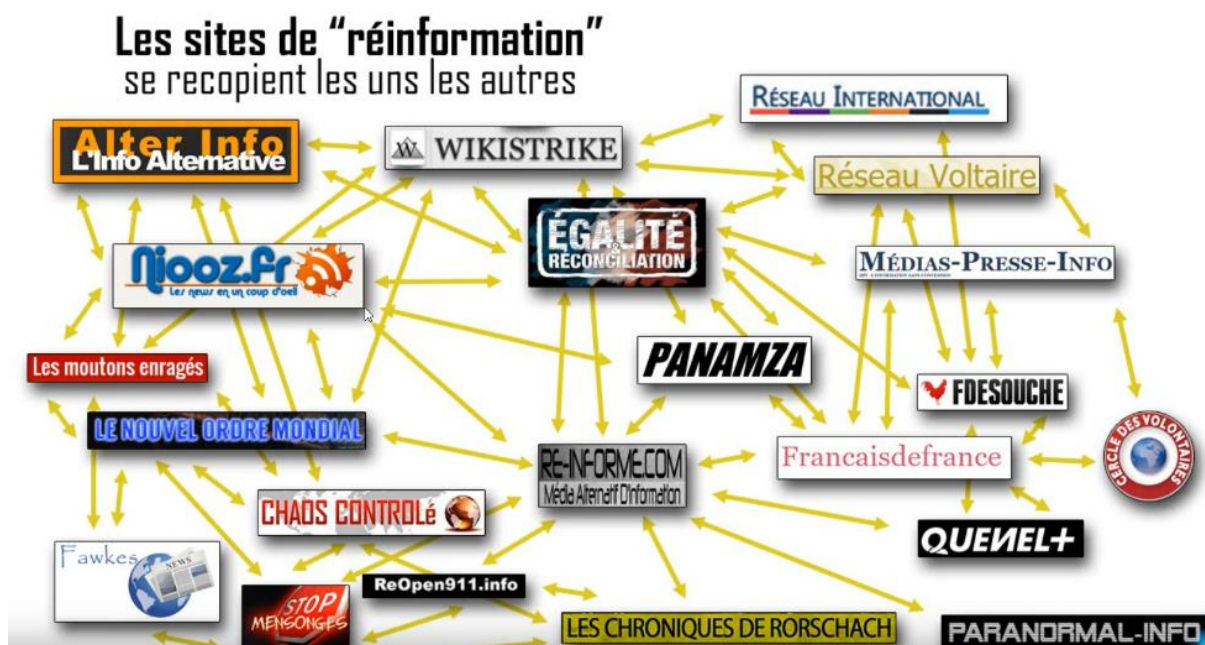 Les sites de “réinformation”
se recopient les uns les autres
RÉSEAU INTERNATIONAL
Alter Info
L'Info Alternative
WIKISTRIKE
Réseau Voltaire
ÉGALITÉ
&
RÉCONCILIATION
Niooz.fr
Les news en un coup d'oeil
MÉDIAS-PRESSE-INFO
PANAMZA
Les moutons enragés
FDESOUCHE
LE NOUVEL ORDRE MONDIAL
CERCLE DES VOLONTAIRES
RE-INFORME.COM
Média Alternatif D'information
Francaisdefrance
CHAOS CONTROLé
QUENEL+
Fawkes
NEWS
ReOpen911.info
STOP
MENSONGES
LES CHRONIQUES DE RORSCHACH
PARANORMAL-INFO